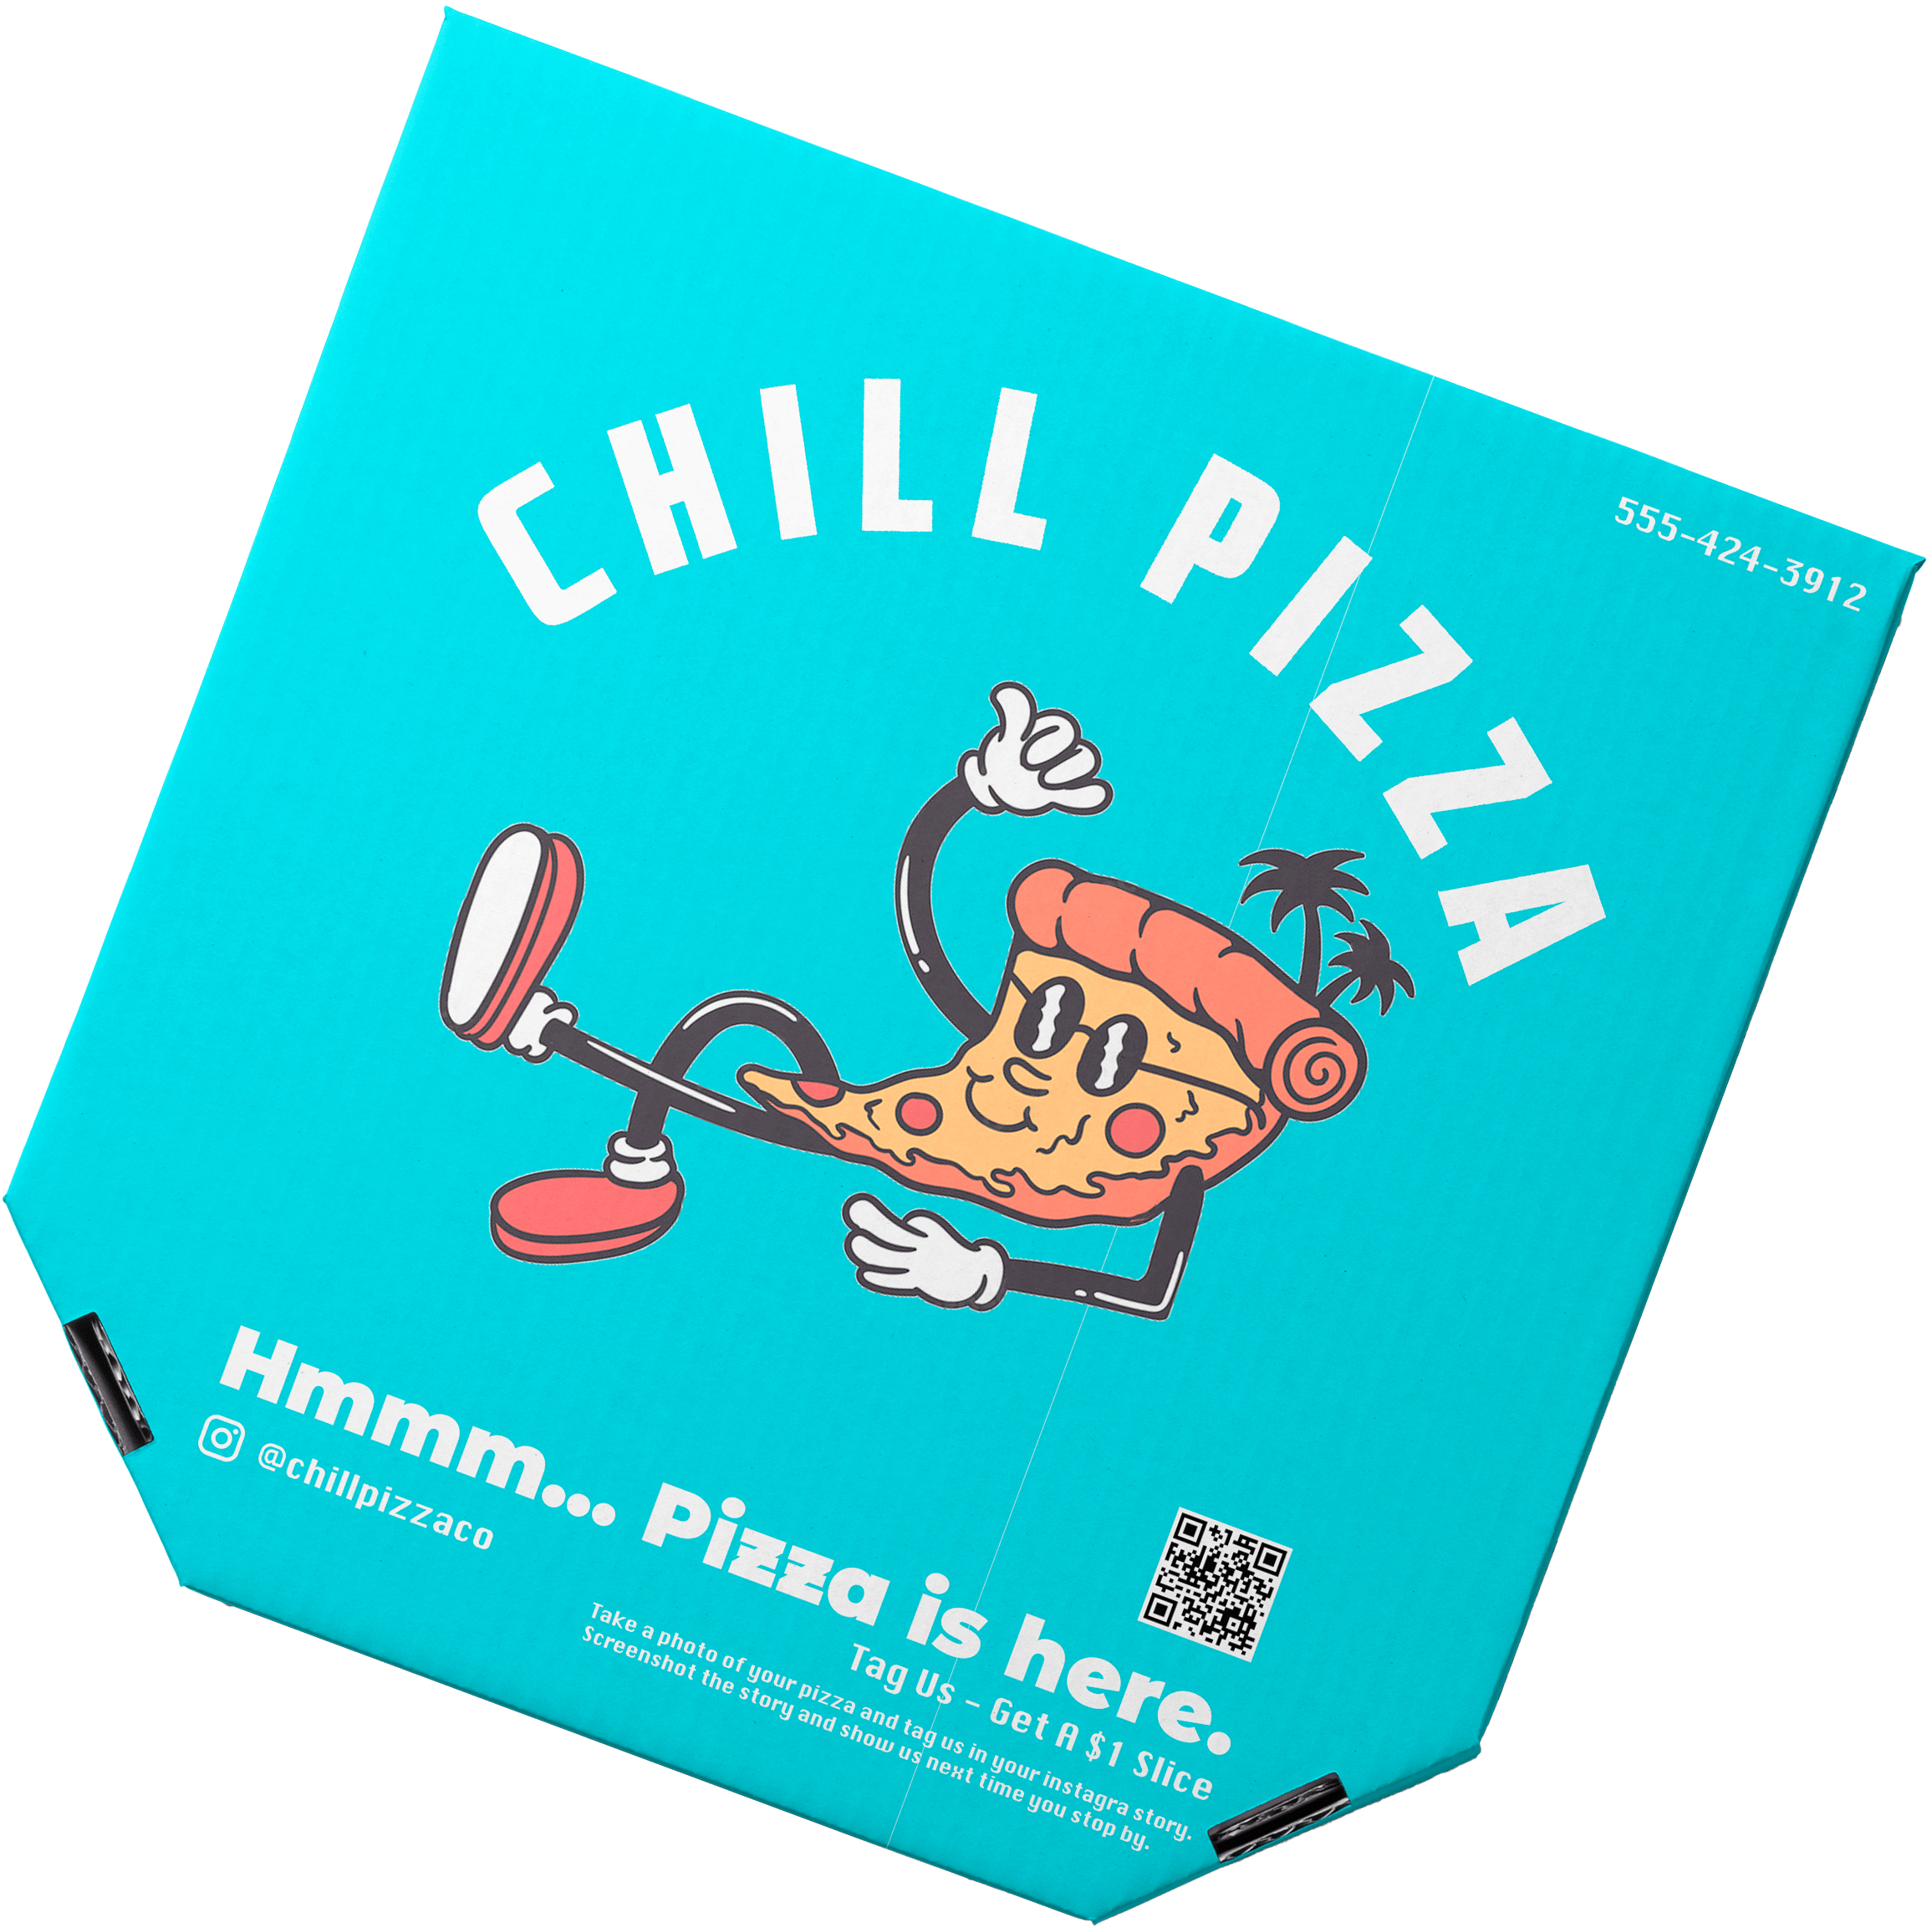 CHILL PIZZA
555-424-3912
Hmmm... Pizza is here.
@chillpizzaco
Tag Us - Get A $1 Slice
Take a photo of your pizza and tag us in your instagra story.
Screenshot the story and show us next time you stop by.